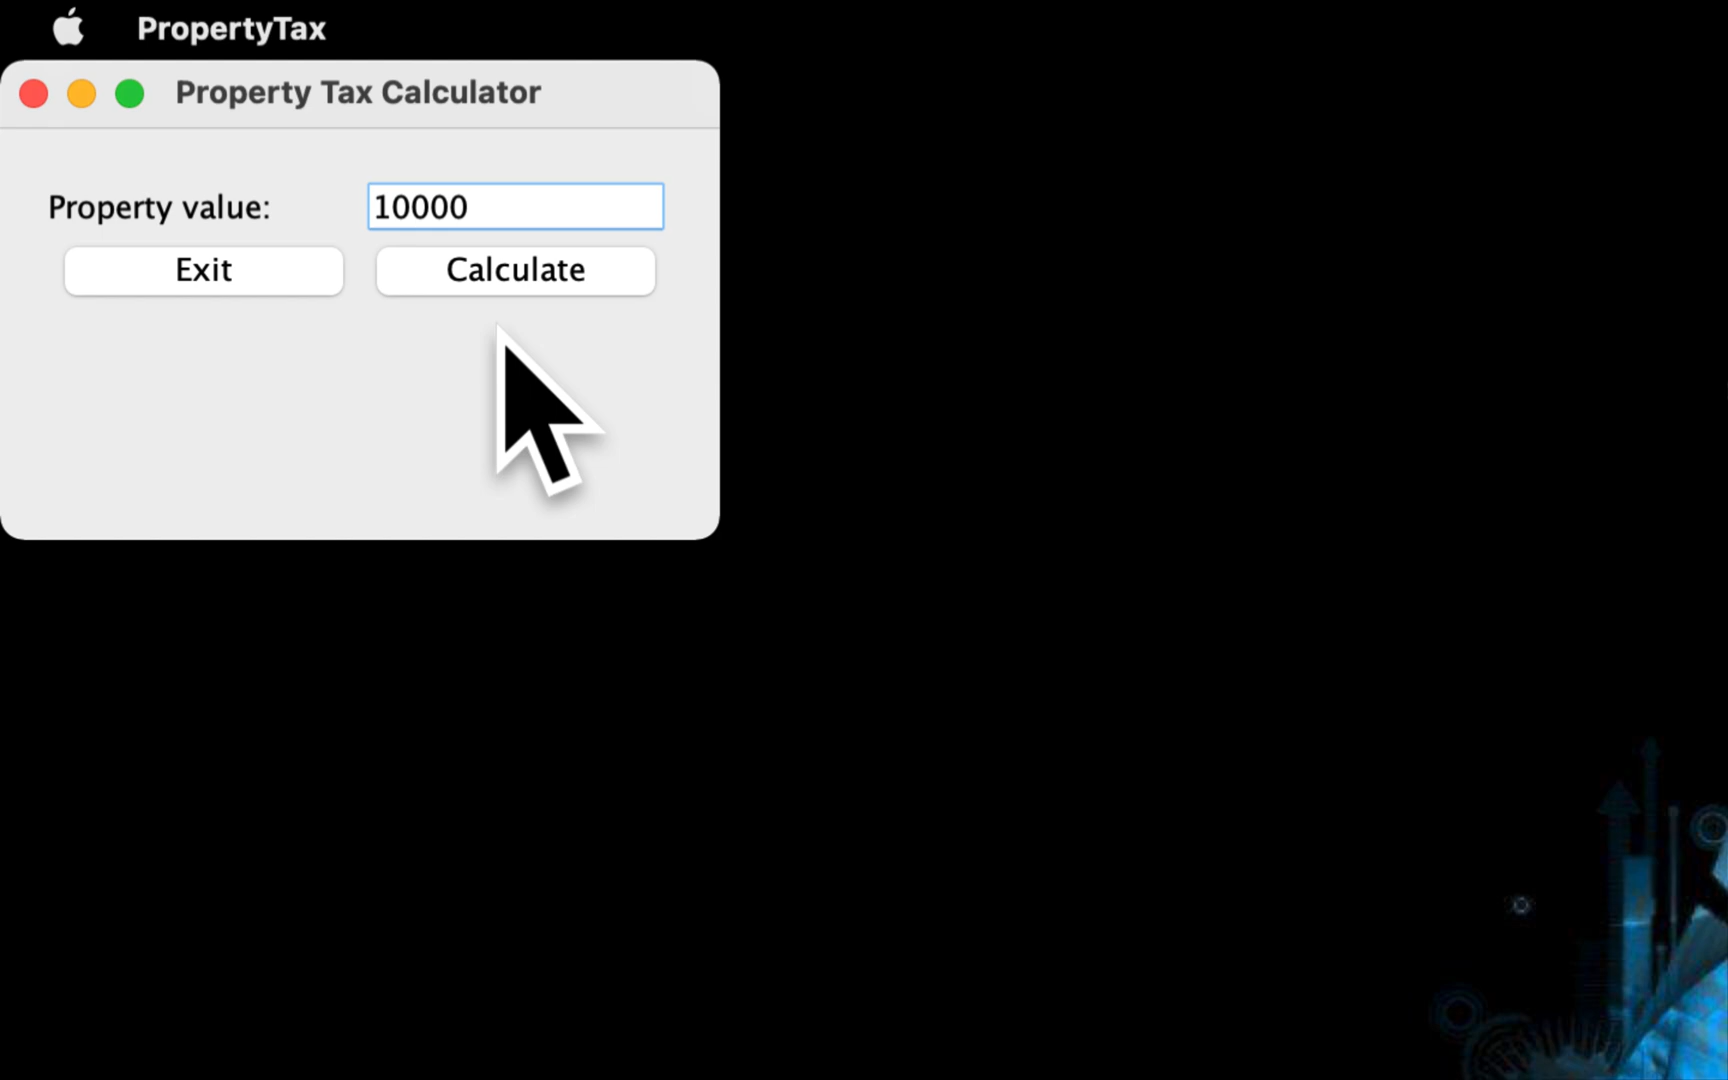 PropertyTax
Property Tax Calculator
Property value: 10000
Exit Calculate